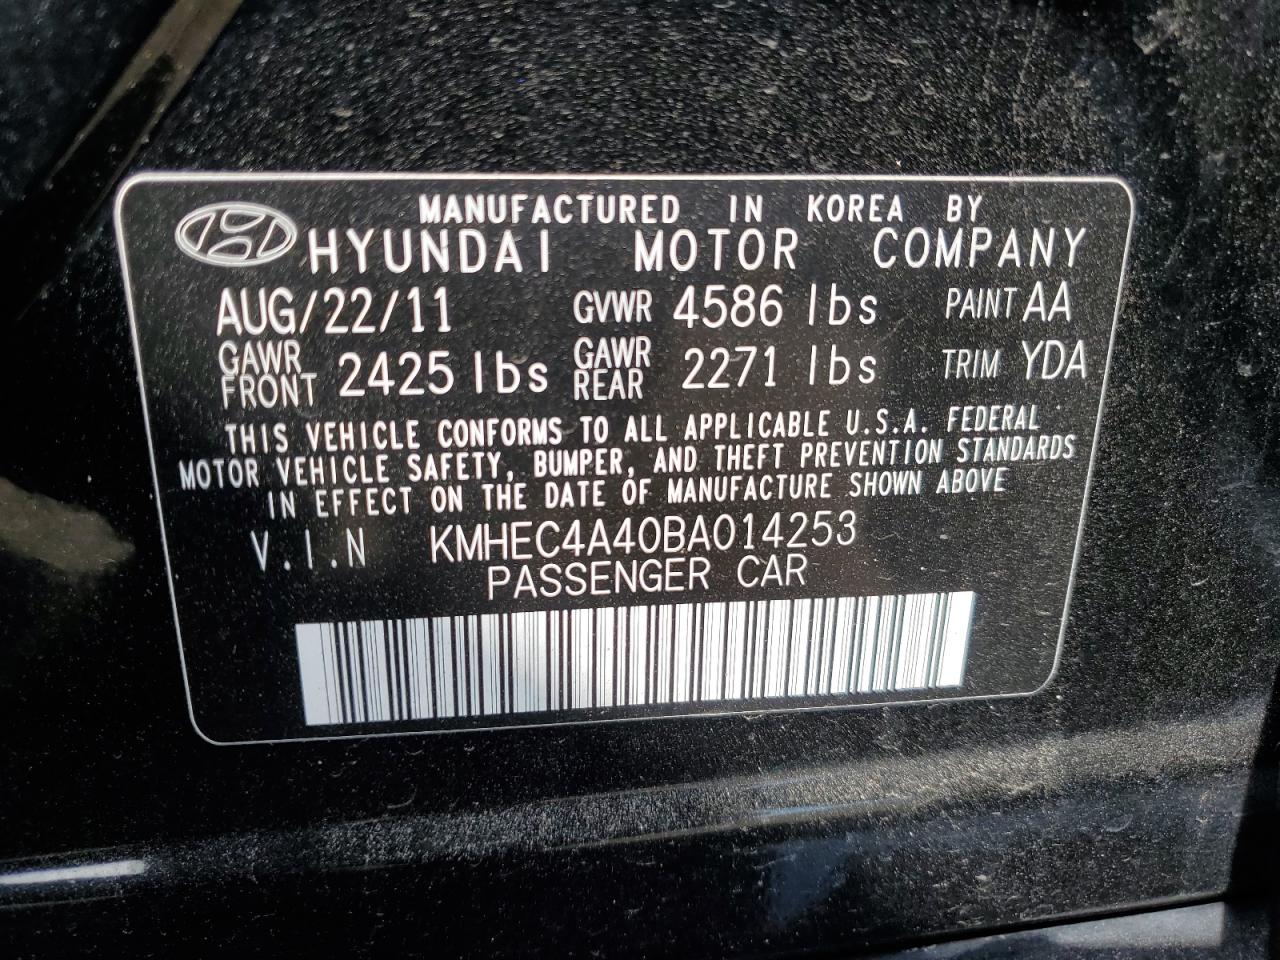 MANUFACTURED IN KOREA BY
HYUNDAI MOTOR COMPANY
AUG/22/11 GVWR 4586 lbs PAINT AA
GAWR FRONT 2425 lbs GAWR REAR 2271 lbs TRIM YDA
THIS VEHICLE CONFORMS TO ALL APPLICABLE U.S.A. FEDERAL
MOTOR VEHICLE SAFETY, BUMPER, AND THEFT PREVENTION STANDARDS
IN EFFECT ON THE DATE OF MANUFACTURE SHOWN ABOVE
V.I.N KMHEC4A40BA014253
PASSENGER CAR